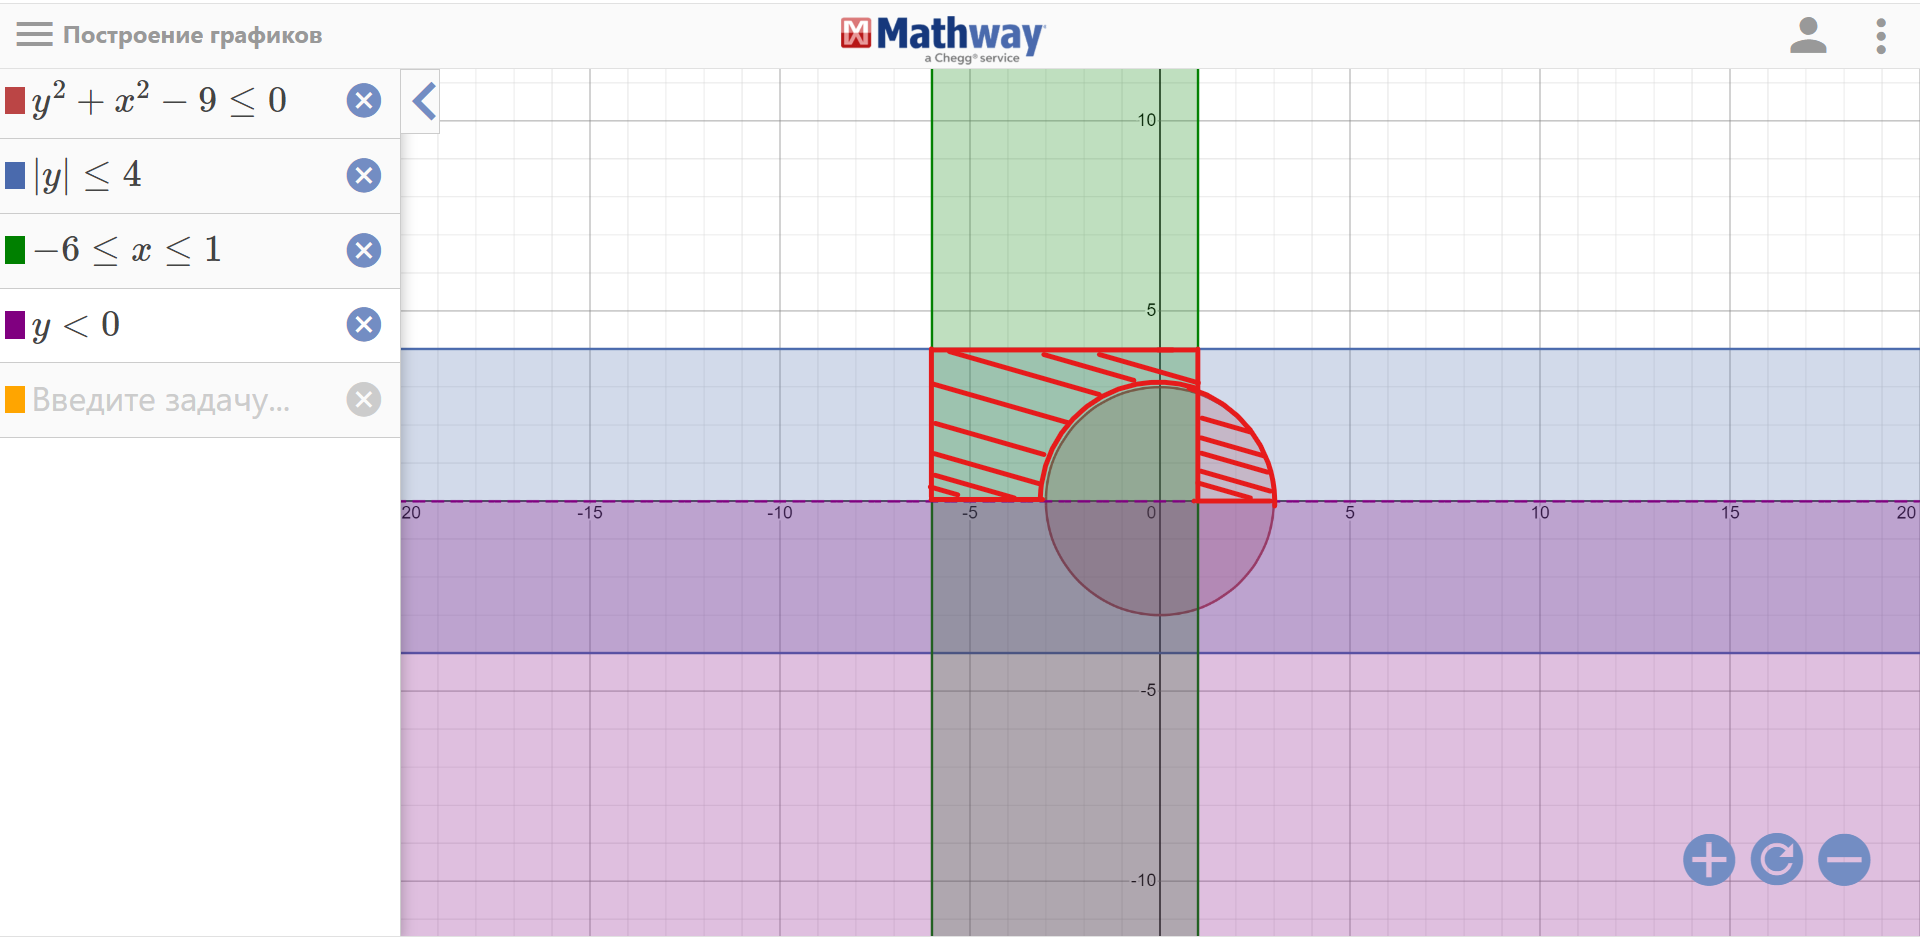 Построение графиков
Mathway
a Chegg® service
y² + x² − 9 ≤ 0
|y| ≤ 4
−6 ≤ x ≤ 1
y < 0
Введите задачу...
10
5
20 -15 -10 -5 0 5 10 15 20
-5
-10